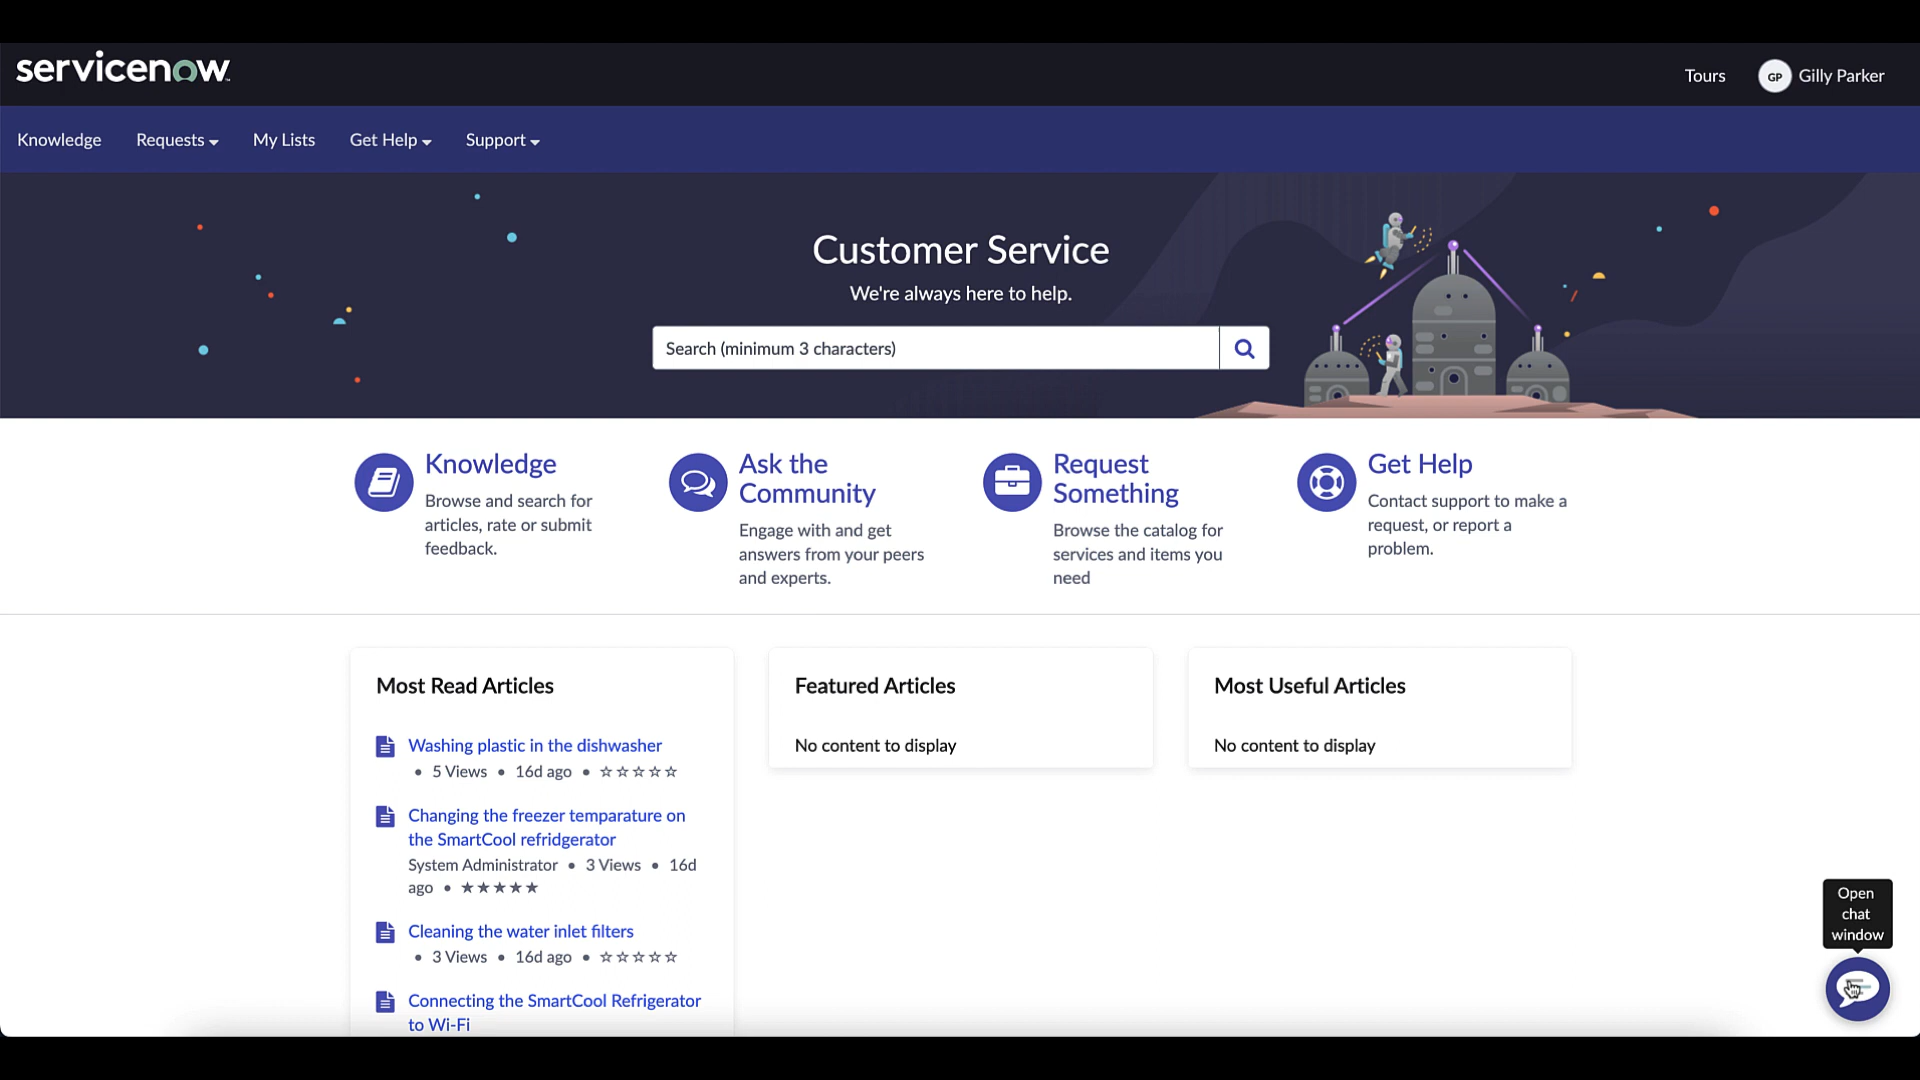 servicenow
Tours GP Gilly Parker
Knowledge Requests My Lists Get Help Support
Customer Service
We're always here to help.
Search (minimum 3 characters)
Knowledge
Browse and search for
articles, rate or submit
feedback.
Ask the
Community
Engage with and get
answers from your peers
and experts.
Request
Something
Browse the catalog for
services and items you
need
Get Help
Contact support to make a
request, or report a
problem.
Most Read Articles
Washing plastic in the dishwasher
• 5 Views • 16d ago • ☆☆☆☆☆
Changing the freezer temparature on
the SmartCool refridgerator
System Administrator • 3 Views • 16d
ago • ★★★★★
Cleaning the water inlet filters
• 3 Views • 16d ago • ☆☆☆☆☆
Connecting the SmartCool Refrigerator
to Wi-Fi
Featured Articles
No content to display
Most Useful Articles
No content to display
Open
chat
window